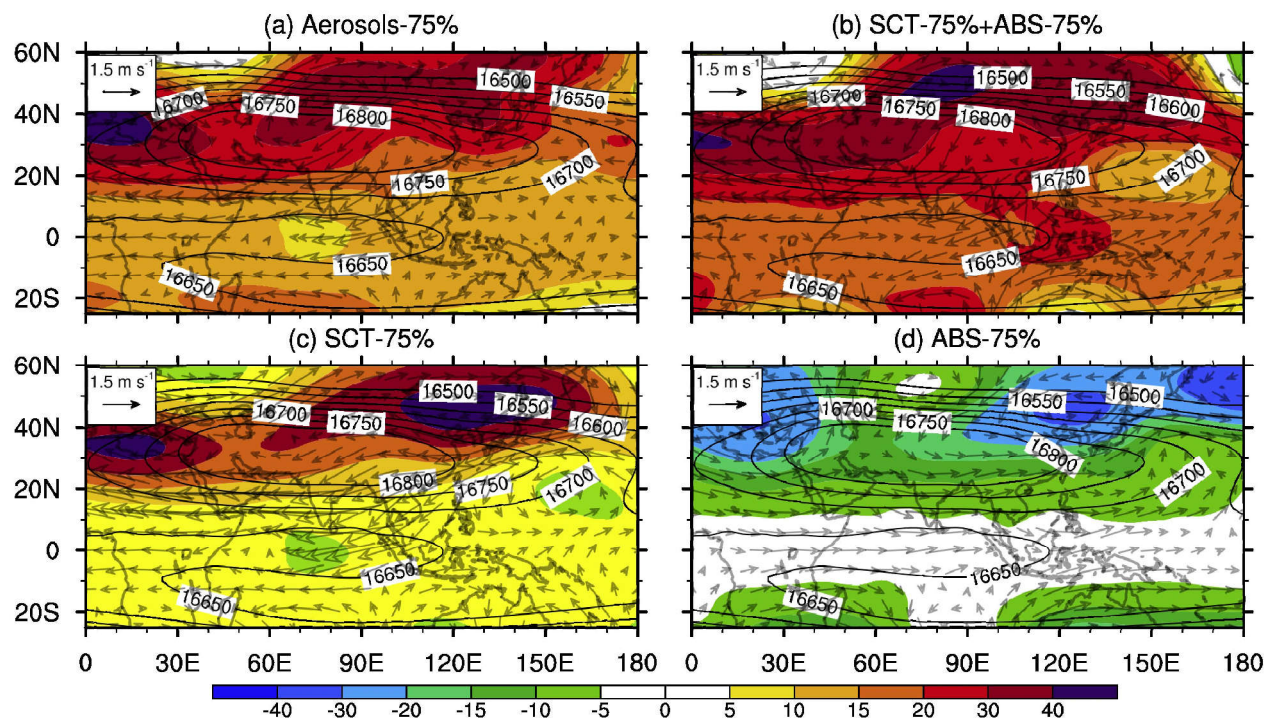 (a) Aerosols-75%
(b) SCT-75%+ABS-75%
60N
40N
20N
0
20S
1.5 m s⁻¹
16700
16750
16800
16500
16550
16750
16700
16650
16650
1.5 m s⁻¹
16700
16750
16500
16800
16550
16600
16750
16700
16650
16650
(c) SCT-75%
(d) ABS-75%
60N
40N
20N
0
20S
1.5 m s⁻¹
16700
16750
16500
16550
16600
16800
16750
16700
16650
16650
1.5 m s⁻¹
16700
16750
16550
16500
16800
16700
16650
16650
0 30E 60E 90E 120E 150E 180
0 30E 60E 90E 120E 150E 180
-40 -30 -20 -15 -10 -5 0 5 10 15 20 30 40